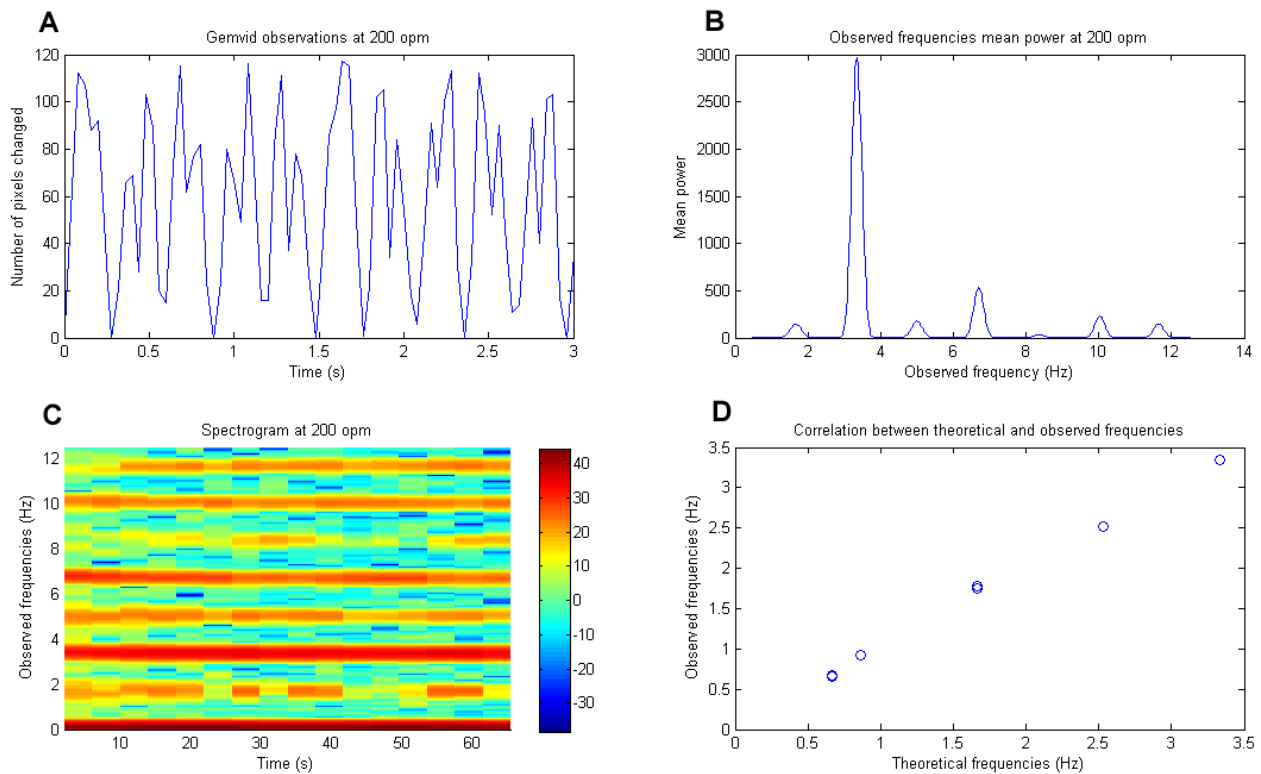 A
Gemvid observations at 200 opm
Number of pixels changed
120
100
80
60
40
20
0
0 0.5 1 1.5 2 2.5 3
Time (s)
B
Observed frequencies mean power at 200 opm
Mean power
3000
2500
2000
1500
1000
500
0
0 2 4 6 8 10 12 14
Observed frequency (Hz)
C
Spectrogram at 200 opm
Observed frequencies (Hz)
12
10
8
6
4
2
0
10 20 30 40 50 60
Time (s)
40
30
20
10
0
-10
-20
-30
D
Correlation between theoretical and observed frequencies
Observed frequencies (Hz)
3.5
3
2.5
2
1.5
1
0.5
0
0 0.5 1 1.5 2 2.5 3 3.5
Theoretical frequencies (Hz)